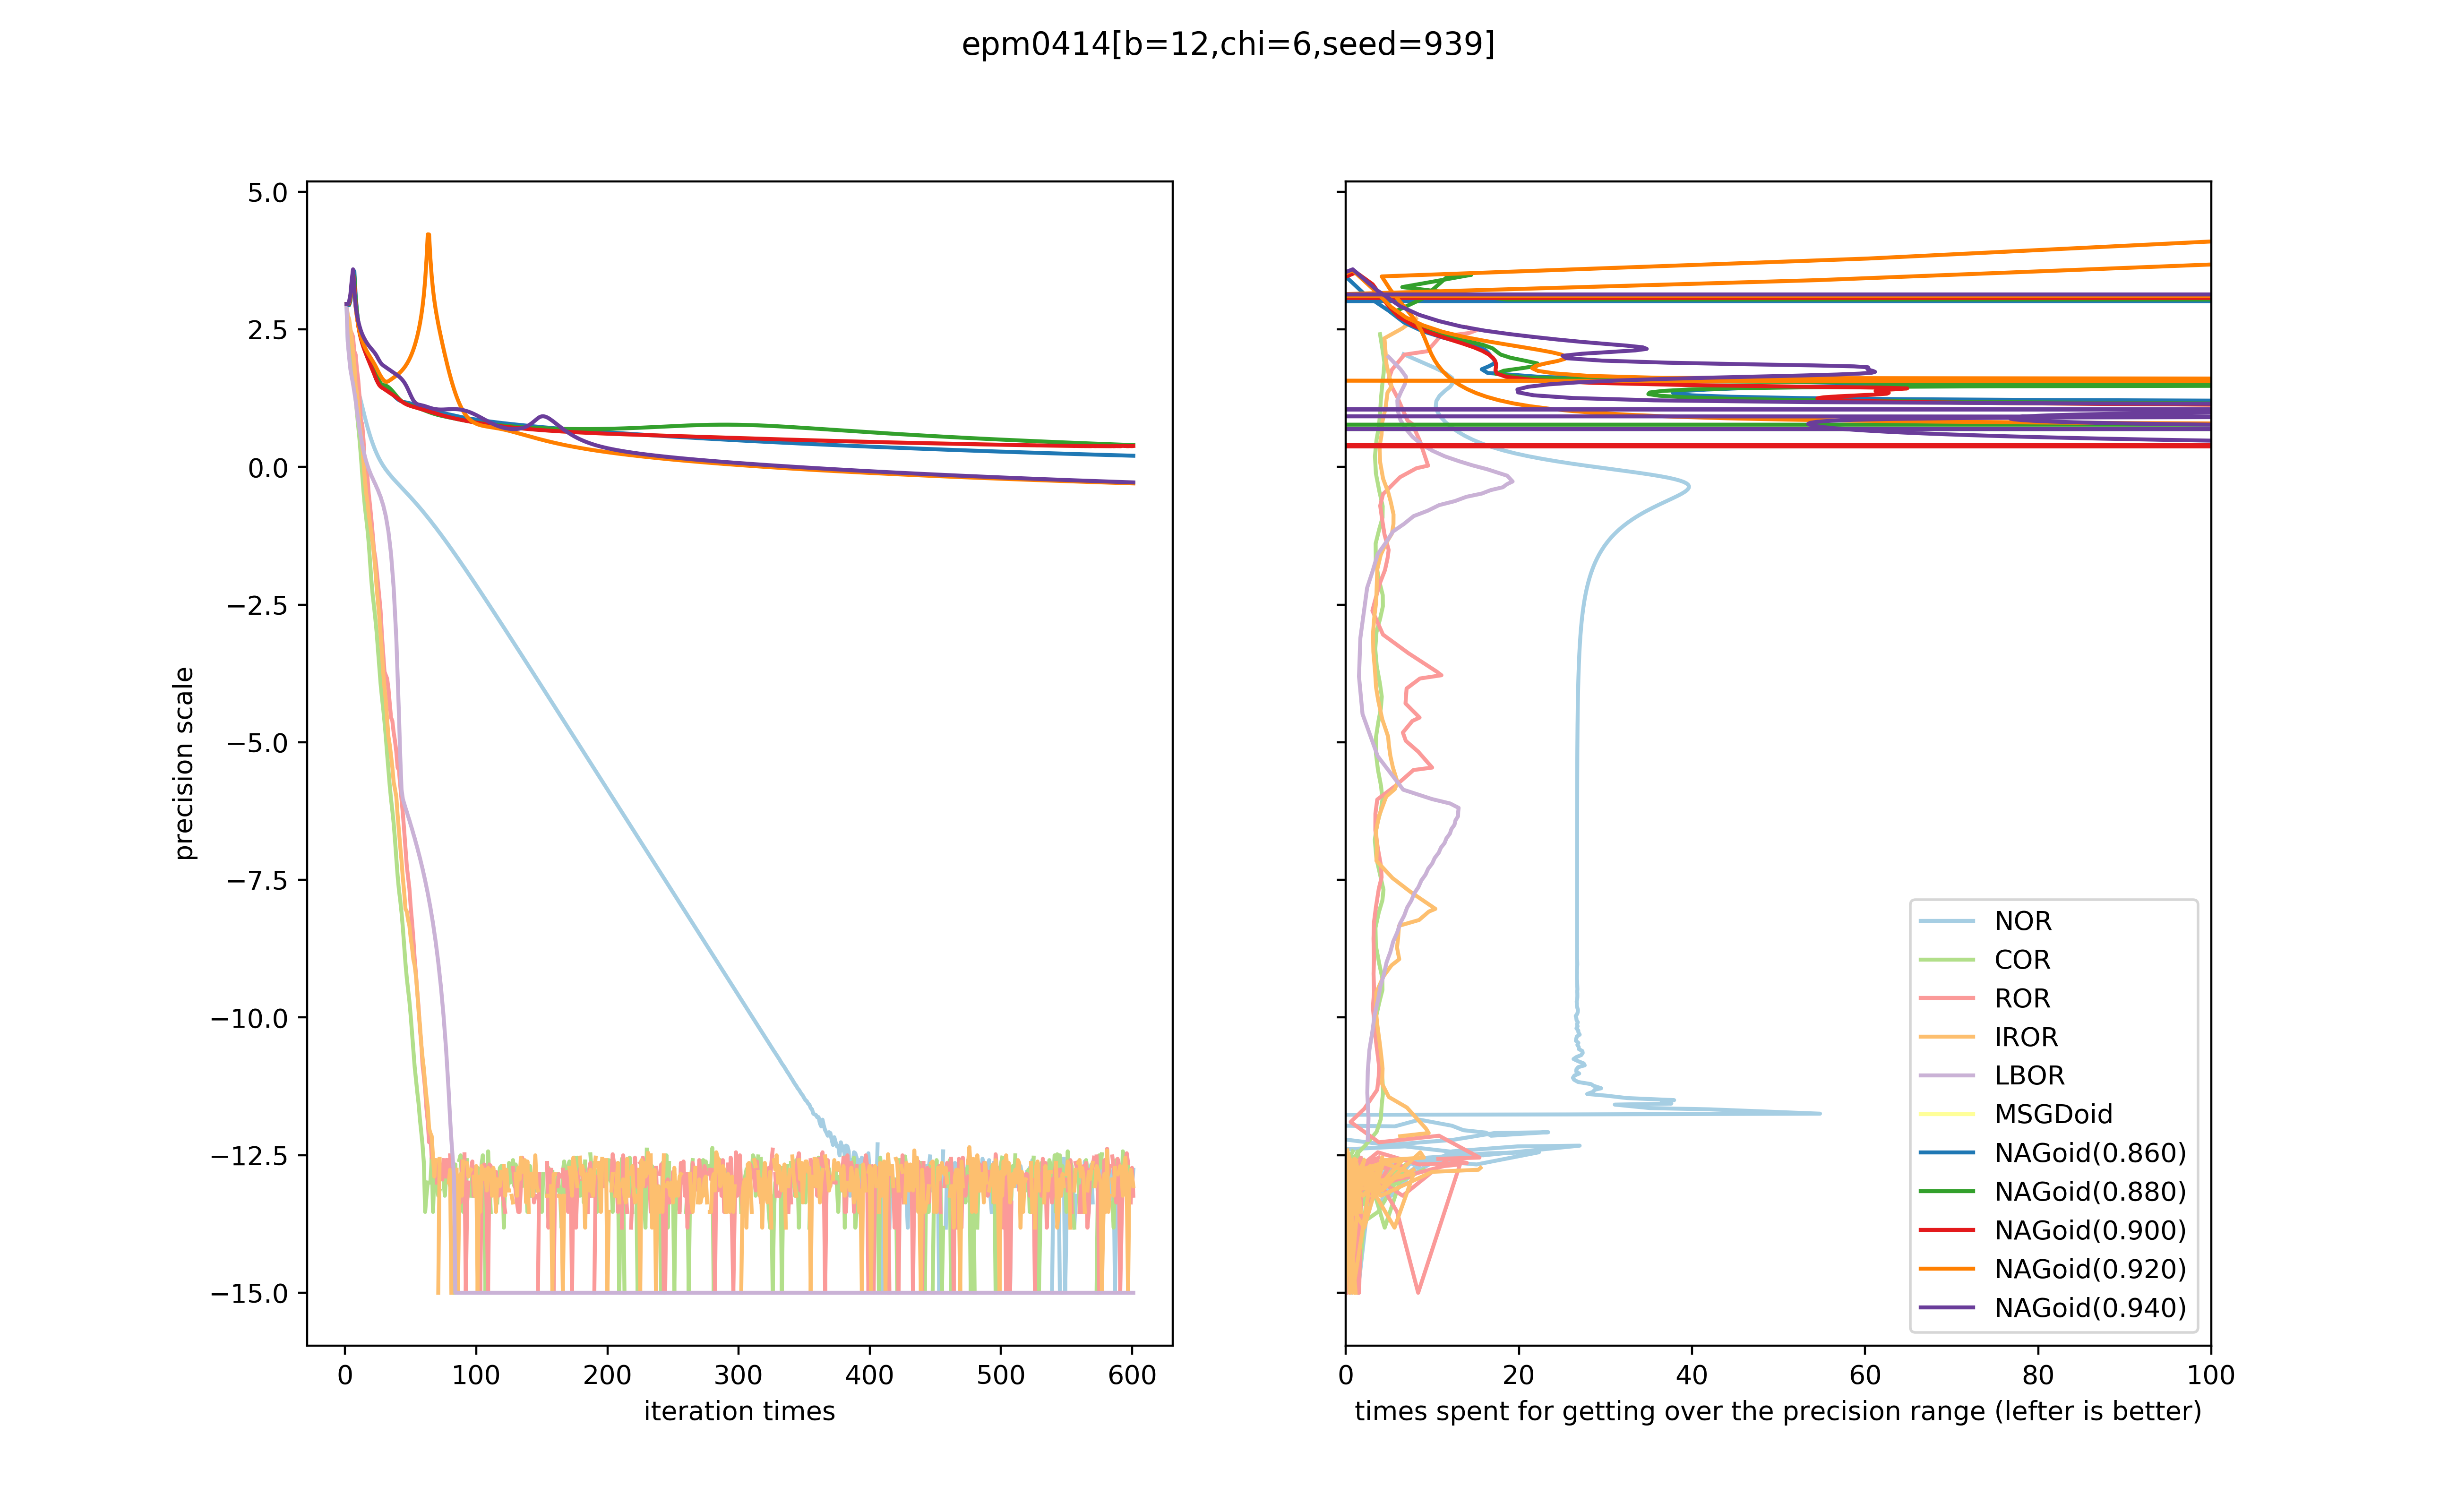 epm0414[b=12,chi=6,seed=939]
5.0
2.5
0.0
−2.5
−5.0
−7.5
−10.0
−12.5
−15.0
precision scale
0 100 200 300 400 500 600
iteration times
NOR
COR
ROR
IROR
LBOR
MSGDoid
NAGoid(0.860)
NAGoid(0.880)
NAGoid(0.900)
NAGoid(0.920)
NAGoid(0.940)
0 20 40 60 80 100
times spent for getting over the precision range (lefter is better)